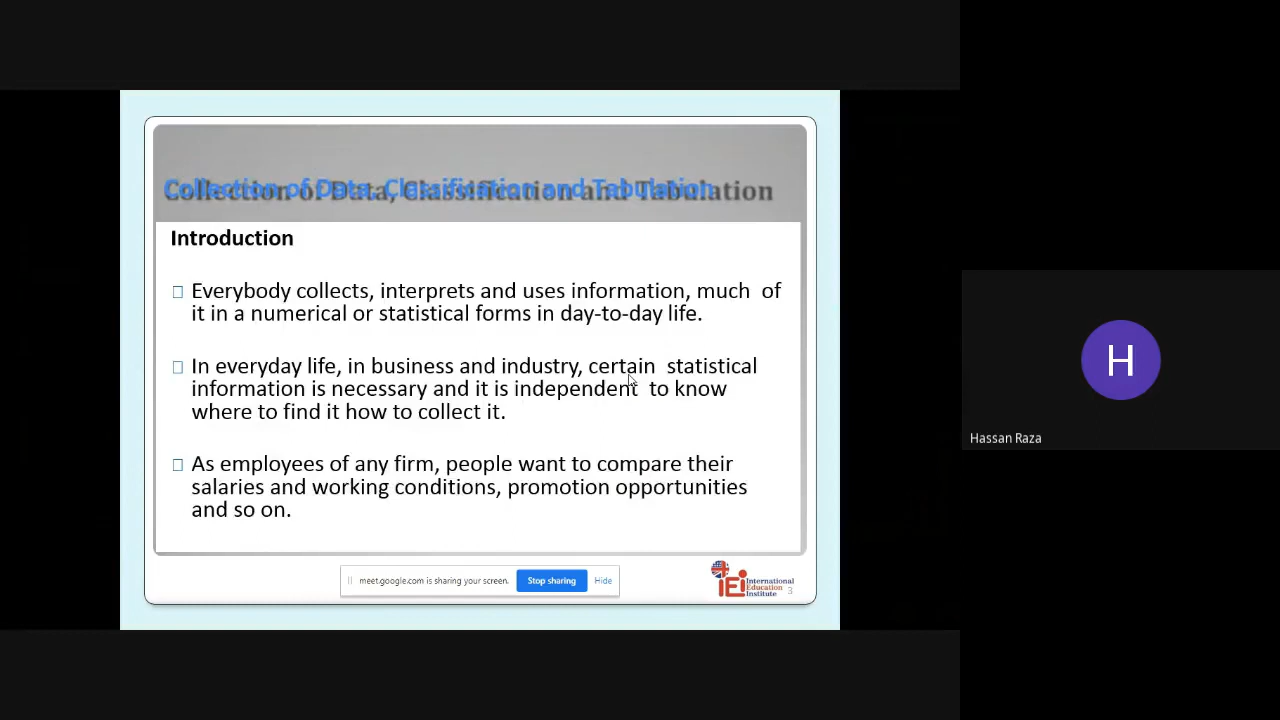 Collection of Data, Classification and Tabulation
Introduction
Everybody collects, interprets and uses information, much of
it in a numerical or statistical forms in day-to-day life.
In everyday life, in business and industry, certain statistical
information is necessary and it is independent to know
where to find it how to collect it.
As employees of any firm, people want to compare their
salaries and working conditions, promotion opportunities
and so on.
meet.google.com is sharing your screen. Stop sharing Hide
iEi International
Education
Institute 3
H
Hassan Raza